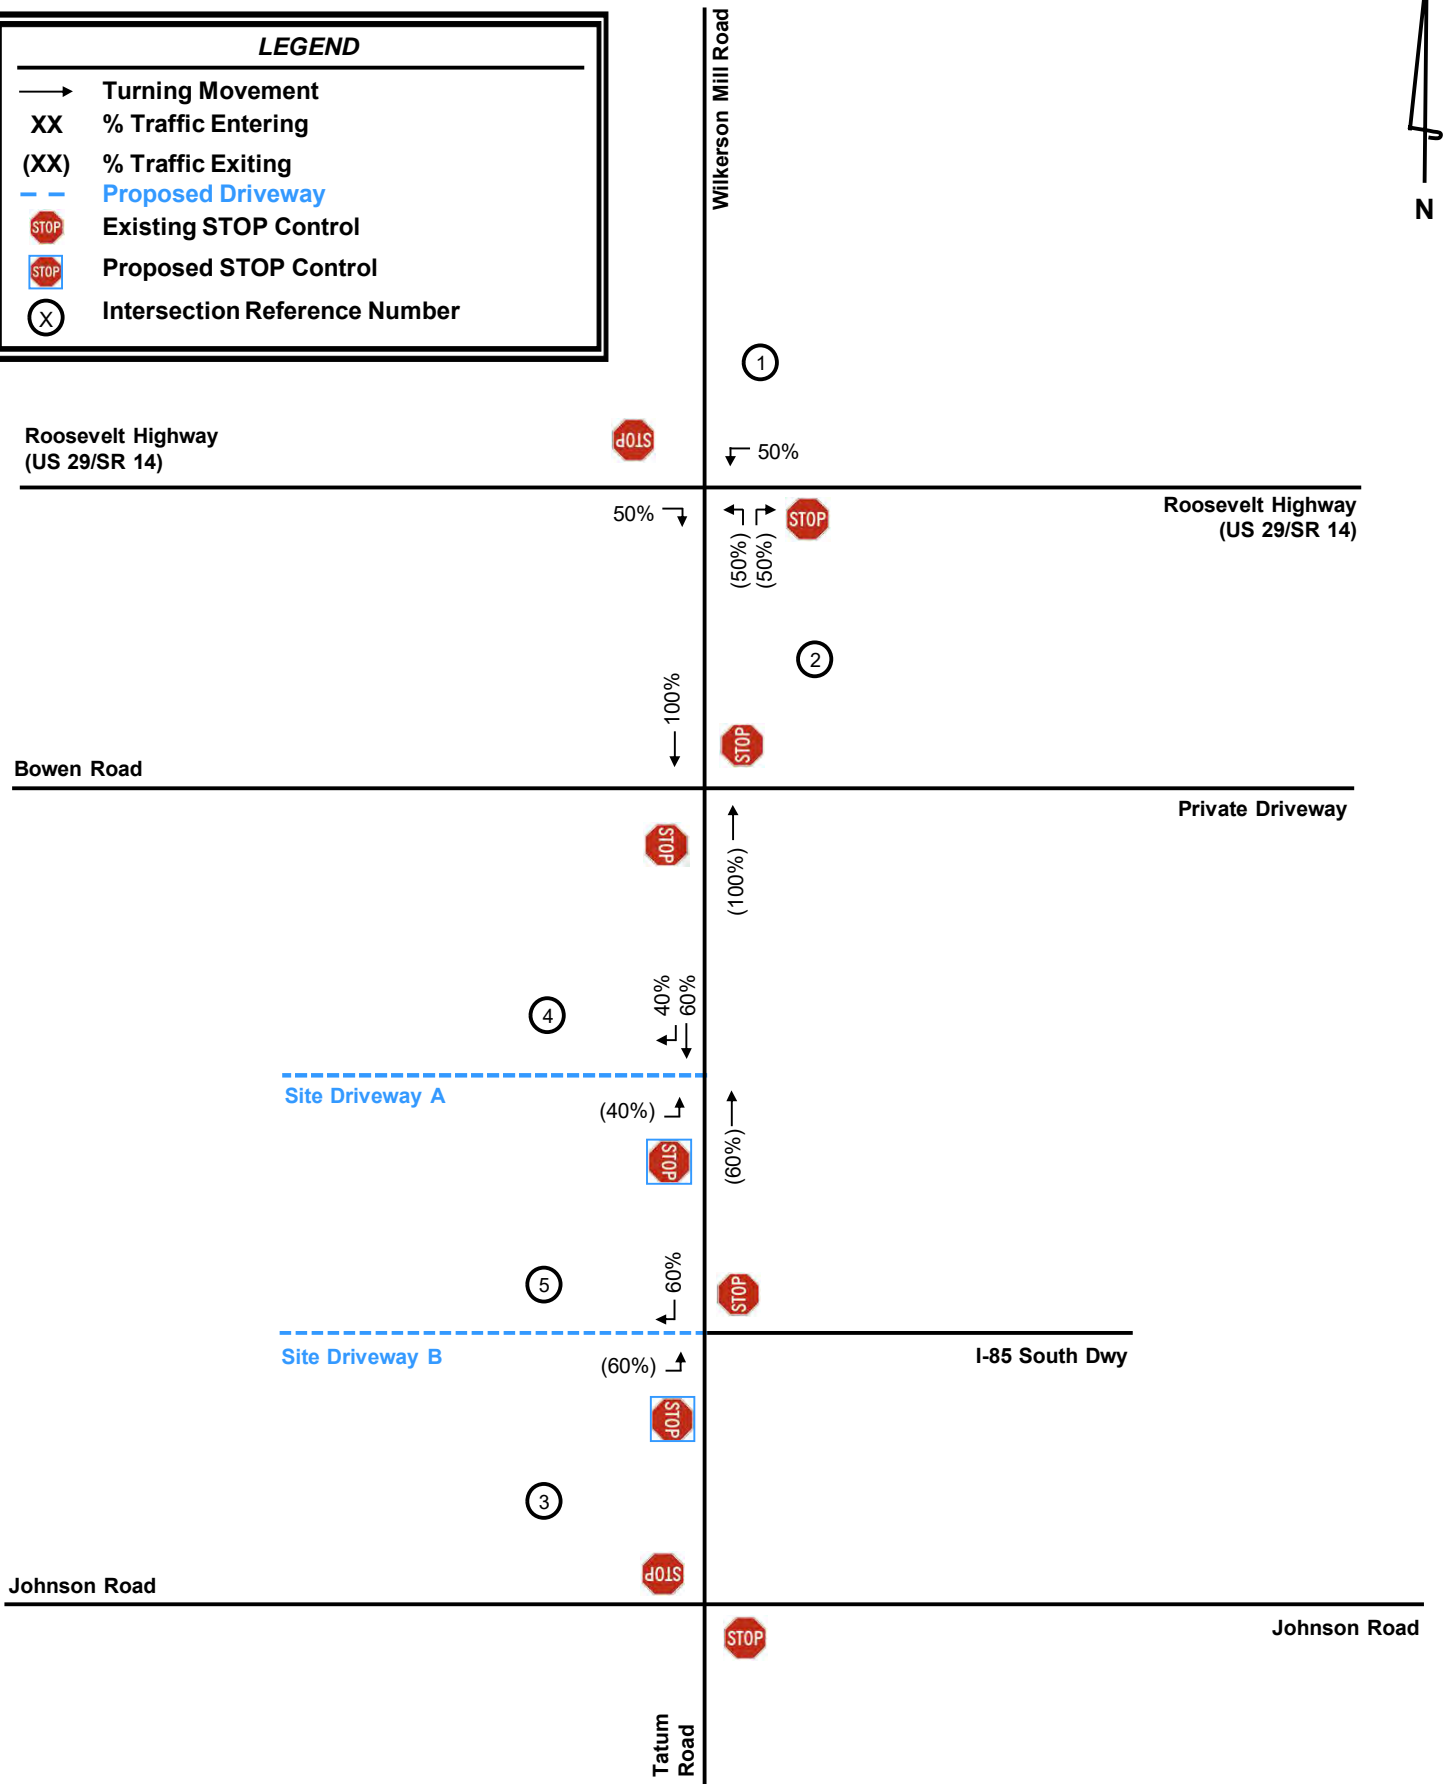 LEGEND
Turning Movement
XX % Traffic Entering
(XX) % Traffic Exiting
Proposed Driveway
STOP Existing STOP Control
STOP Proposed STOP Control
X Intersection Reference Number
Wilkerson Mill Road
N
1
Roosevelt Highway
(US 29/SR 14)
STOP
50%
50%
(50%)
(50%)
STOP
Roosevelt Highway
(US 29/SR 14)
2
100%
STOP
Bowen Road
Private Driveway
STOP
(100%)
4
40%
60%
Site Driveway A
(40%)
STOP
(60%)
5
60%
STOP
Site Driveway B
(60%)
I-85 South Dwy
STOP
3
STOP
Johnson Road
STOP
Johnson Road
Tatum
Road